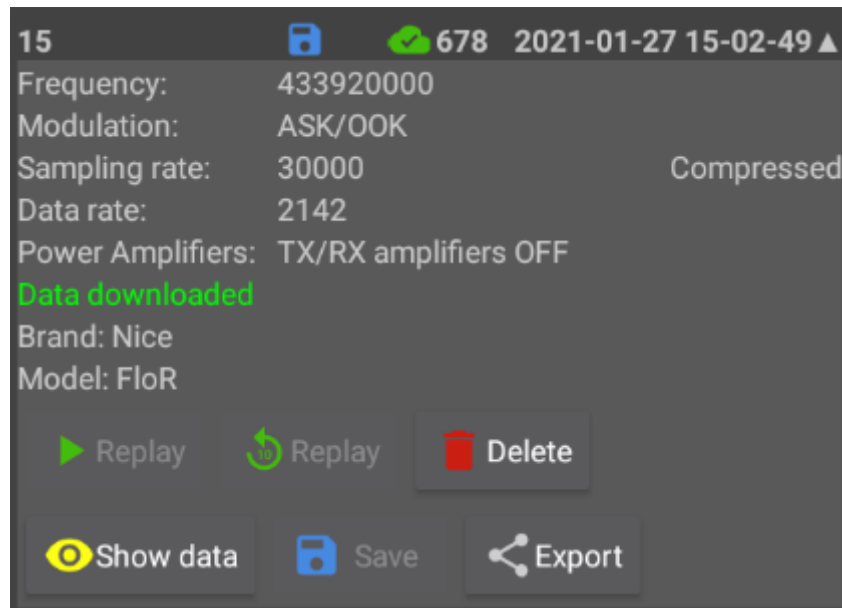 15 678 2021-01-27 15-02-49▲
Frequency: 433920000
Modulation: ASK/OOK
Sampling rate: 30000 Compressed
Data rate: 2142
Power Amplifiers: TX/RX amplifiers OFF
Data downloaded
Brand: Nice
Model: FloR
Replay 10 Replay Delete
Show data Save Export